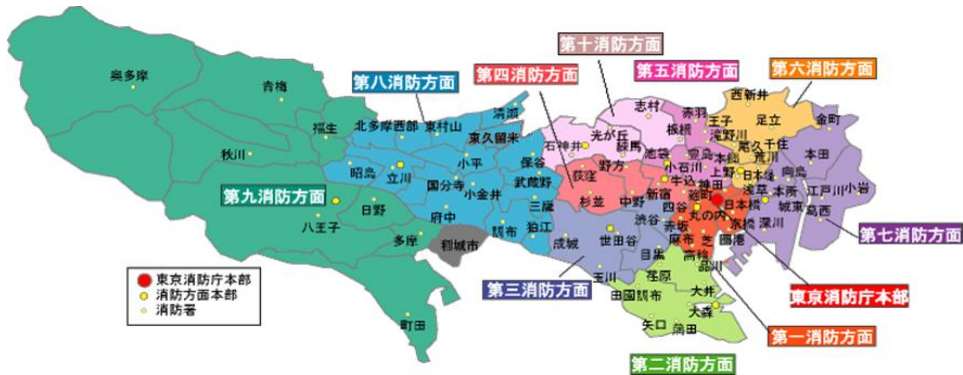 第十消防方面
第八消防方面
第四消防方面
第五消防方面
第六消防方面
奥多摩
青梅
福生
秋川
第九消防方面
八王子
日野
多摩
町田
稲城市
北多摩西部
東村山
清瀬
東久留米
昭島
立川
小平
国分寺
小金井
保谷
武蔵野
三鷹
府中
調布
狛江
石神井
光が丘
練馬
志村
板橋
赤羽
王子
滝野川
池袋
豊島
小石川
本郷
荻窪
野方
杉並
中野
新宿
牛込
四谷
神田
麹町
丸の内
日本橋
京橋
赤坂
麻布
芝
臨港
高輪
品川
渋谷
目黒
世田谷
成城
玉川
荏原
田園調布
大井
大森
矢口
蒲田
西新井
足立
千住
尾久
荒川
上野
日本堤
浅草
金町
本田
向島
本所
江戸川
小岩
城東
葛西
深川
第七消防方面
東京消防庁本部
第三消防方面
第一消防方面
第二消防方面
東京消防庁本部
消防方面本部
消防署